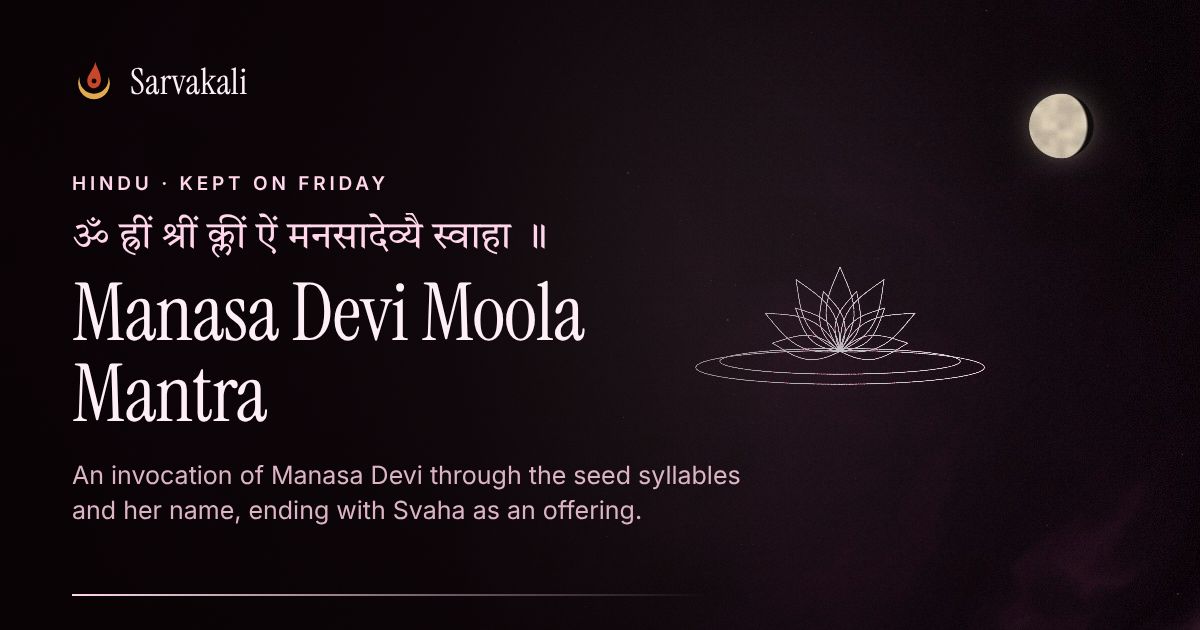 Sarvakali
HINDU · KEPT ON FRIDAY
ॐ ह्रीं श्रीं क्लीं ऐं मनसादेव्यै स्वाहा ॥
Manasa Devi Moola
Mantra
An invocation of Manasa Devi through the seed syllables
and her name, ending with Svaha as an offering.